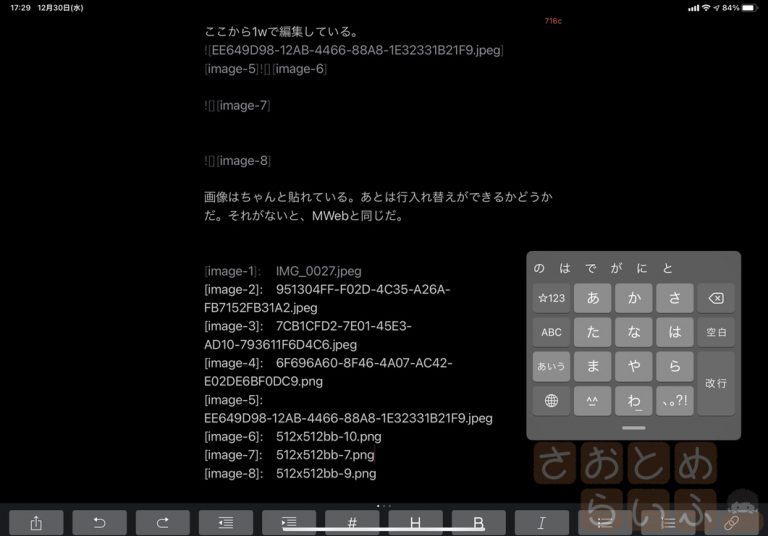 17:29 12月30日(水)
84%
716c
ここから1wで編集している。
![EE649D98-12AB-4466-88A8-1E32331B21F9.jpeg]
[image-5]![][image-6]
![][image-7]
![][image-8]
画像はちゃんと貼れている。あとは行入れ替えができるかどうか
だ。それがないと、MWebと同じだ。
[image-1]: IMG_0027.jpeg
[image-2]: 951304FF-F02D-4C35-A26A-
FB7152FB31A2.jpeg
[image-3]: 7CB1CFD2-7E01-45E3-
AD10-793611F6D4C6.jpeg
[image-4]: 6F696A60-8F46-4A07-AC42-
E02DE6BF0DC9.png
[image-5]:
EE649D98-12AB-4466-88A8-1E32331B21F9.jpeg
[image-6]: 512x512bb-10.png
[image-7]: 512x512bb-7.png
[image-8]: 512x512bb-9.png
の は で が に と
☆123 あ か さ
ABC た な は 空白
あいう ま や ら 改行
^^ わ_ 、。?!
さおとめ
らいふ
# H B I